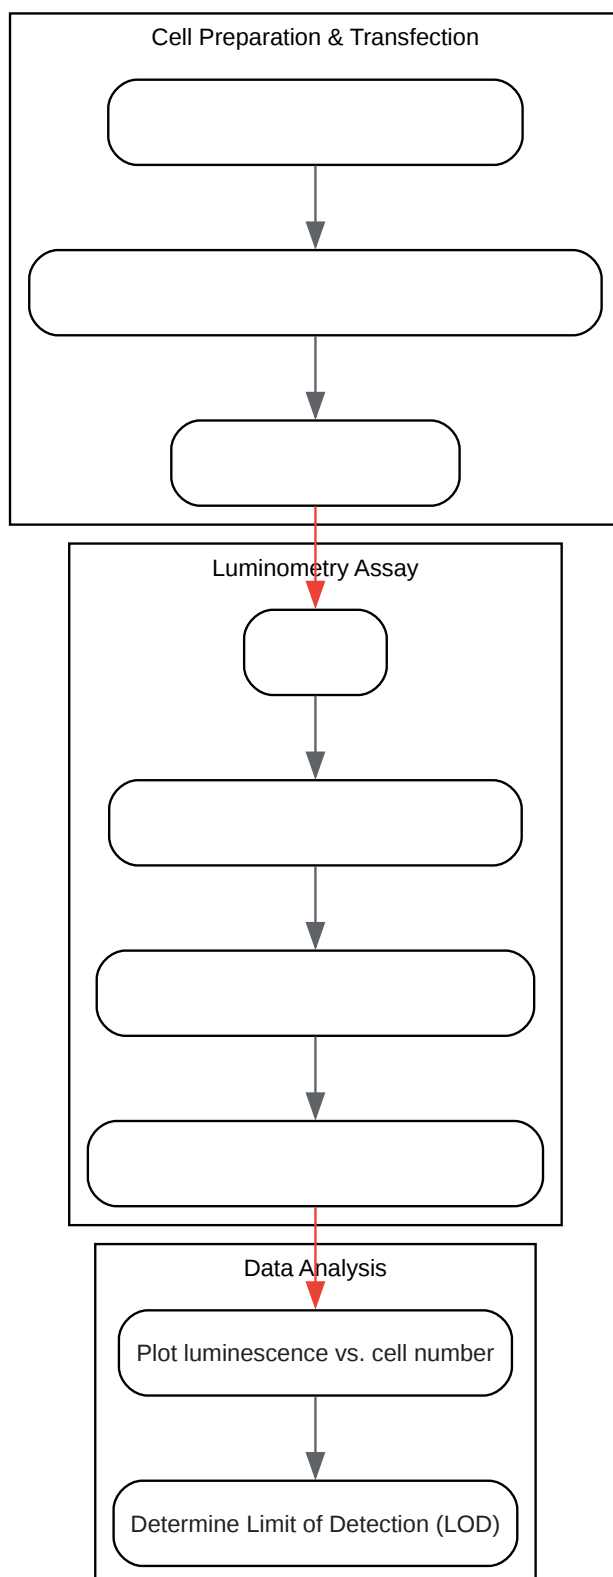 Cell Preparation & Transfection
Luminometry Assay
Data Analysis
Plot luminescence vs. cell number
Determine Limit of Detection (LOD)